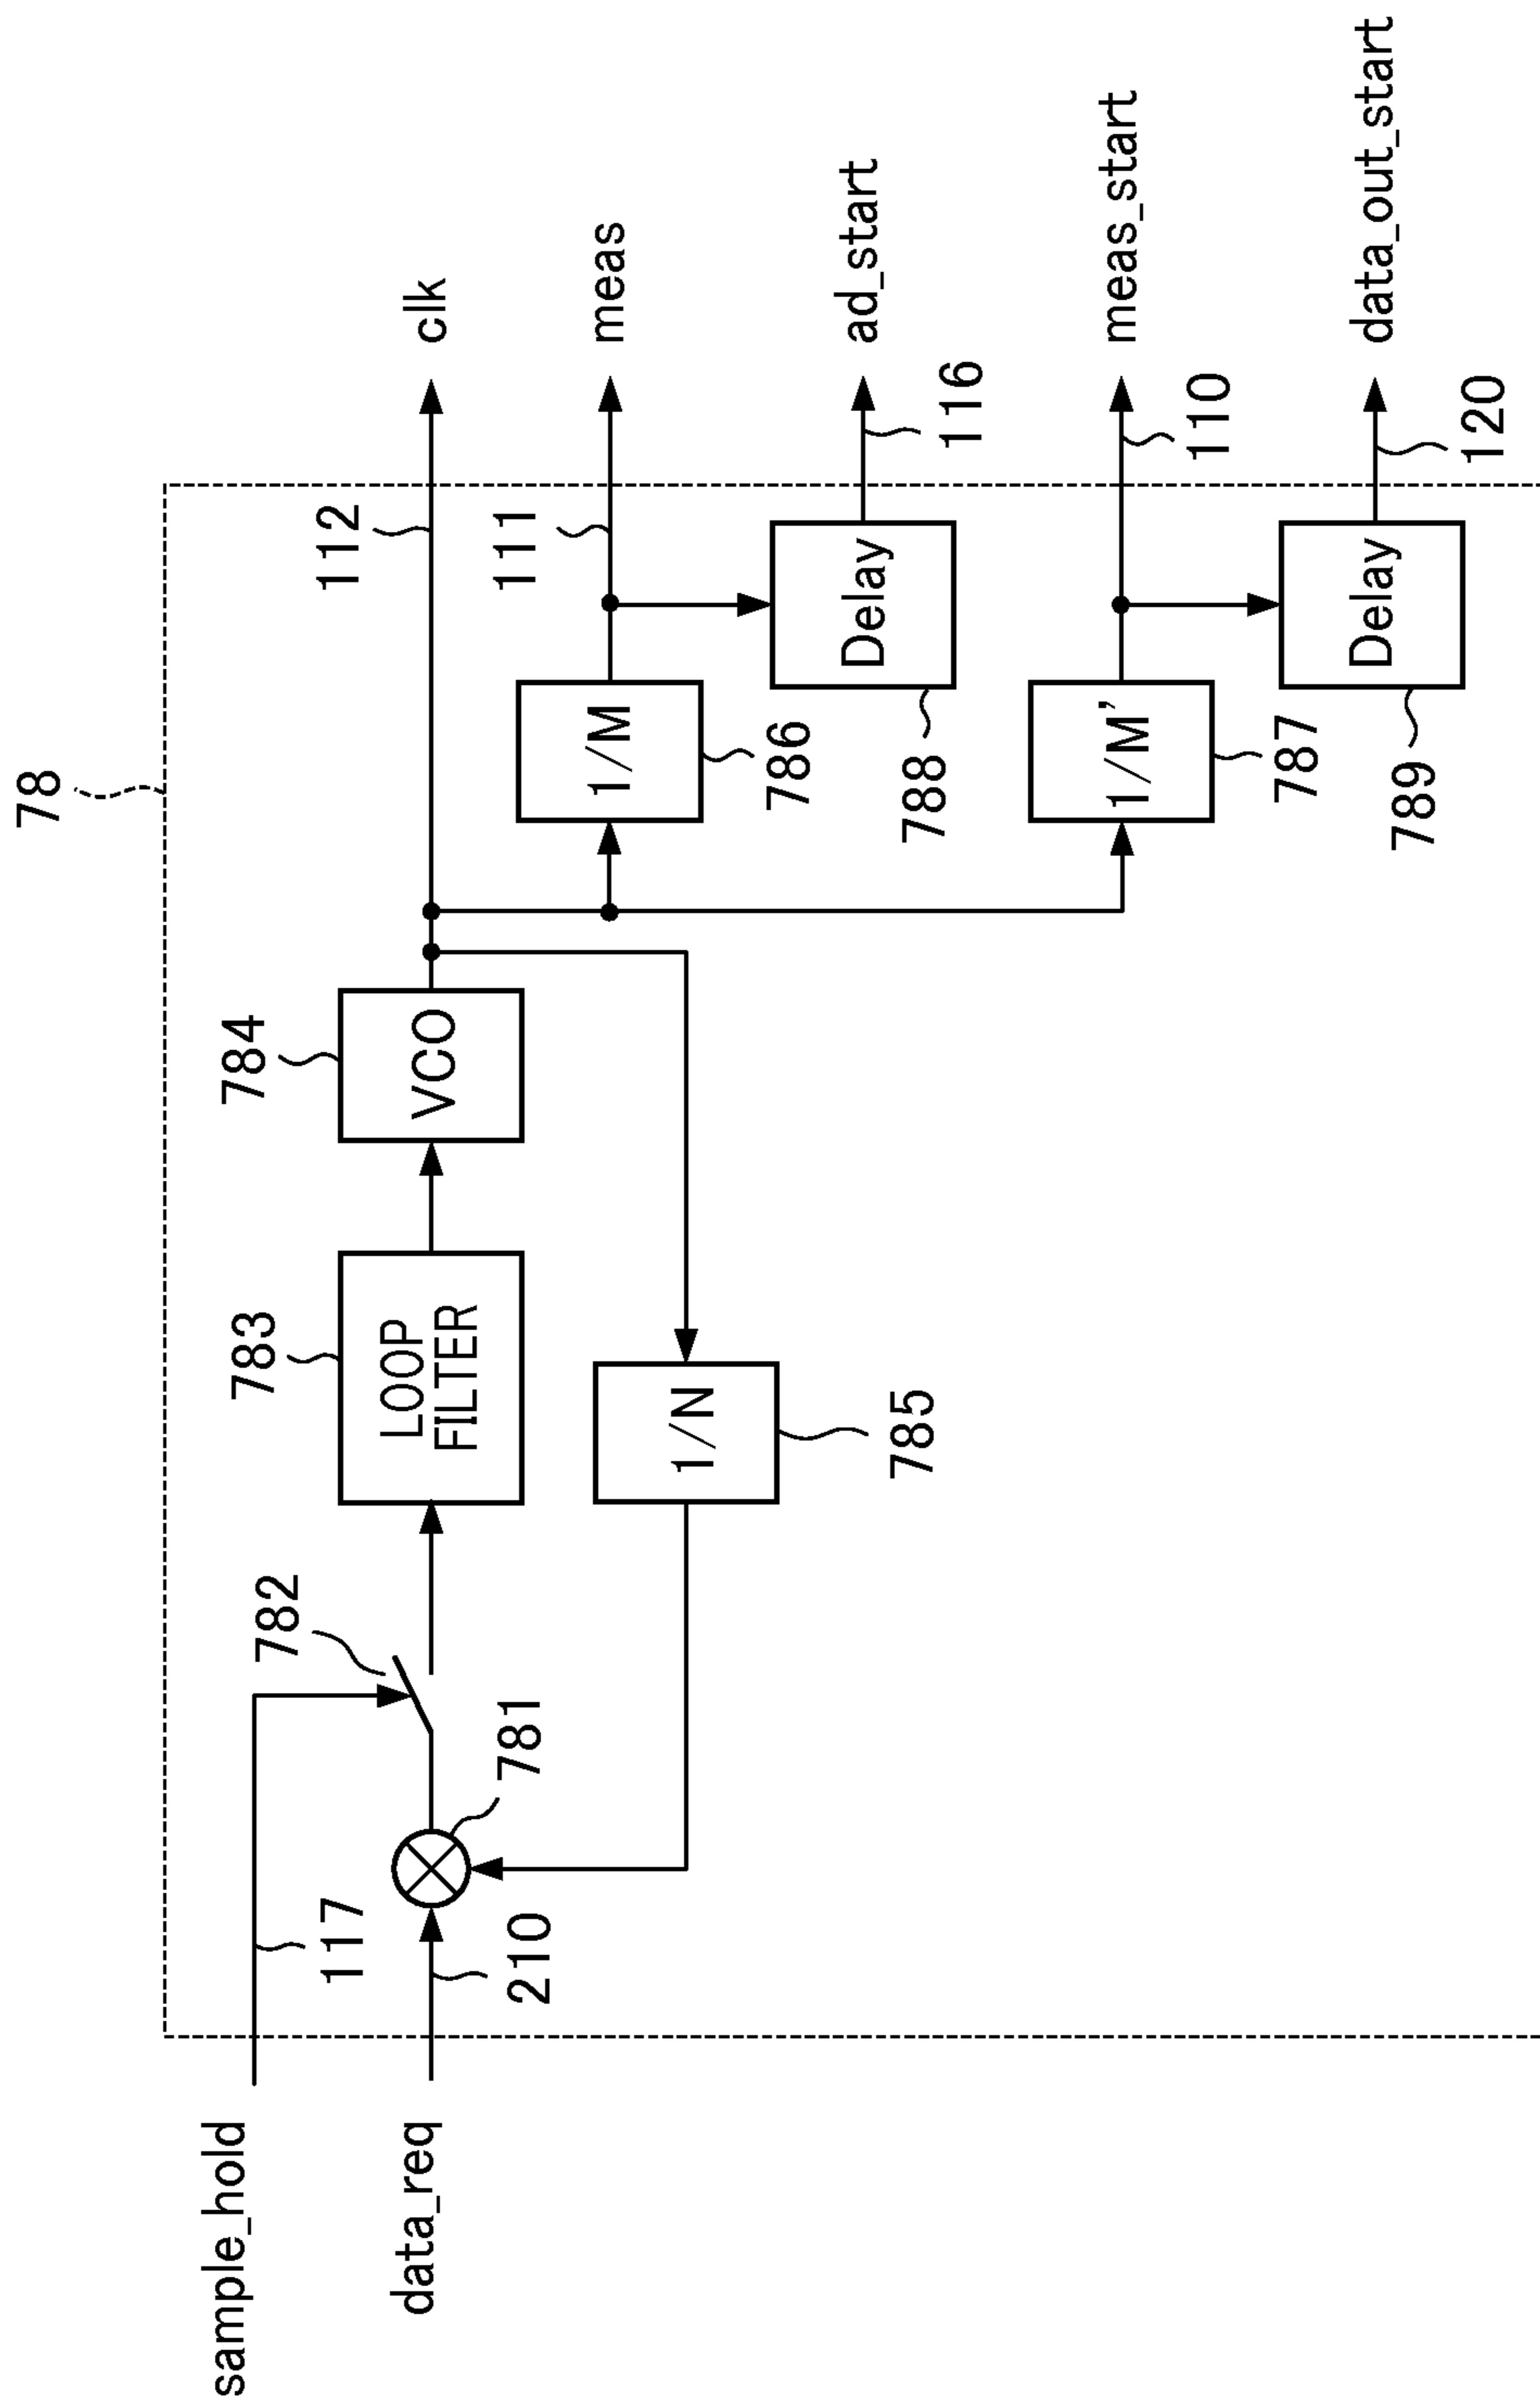 78
sample_hold
117
data_req
210
781
782
LOOP
FILTER
783
VCO
784
1/N
785
112
clk
1/M
786
111
meas
Delay
788
116
ad_start
1/M'
787
110
meas_start
Delay
789
120
data_out_start